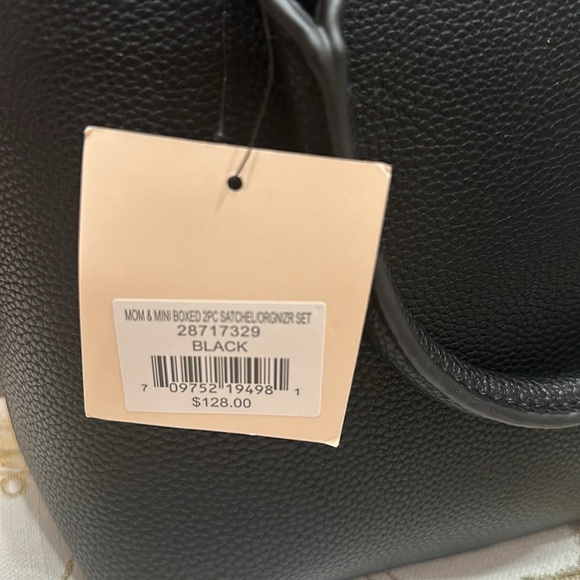 MOM & MINI BOXED 2PC SATCHEL/ORGNIZR SET
28717329
BLACK
7 09752 19498 1
$128.00